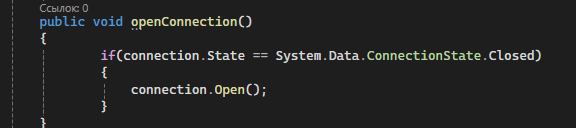 Ссылок: 0
public void openConnection()
{
if(connection.State == System.Data.ConnectionState.Closed)
{
connection.Open();
}
}